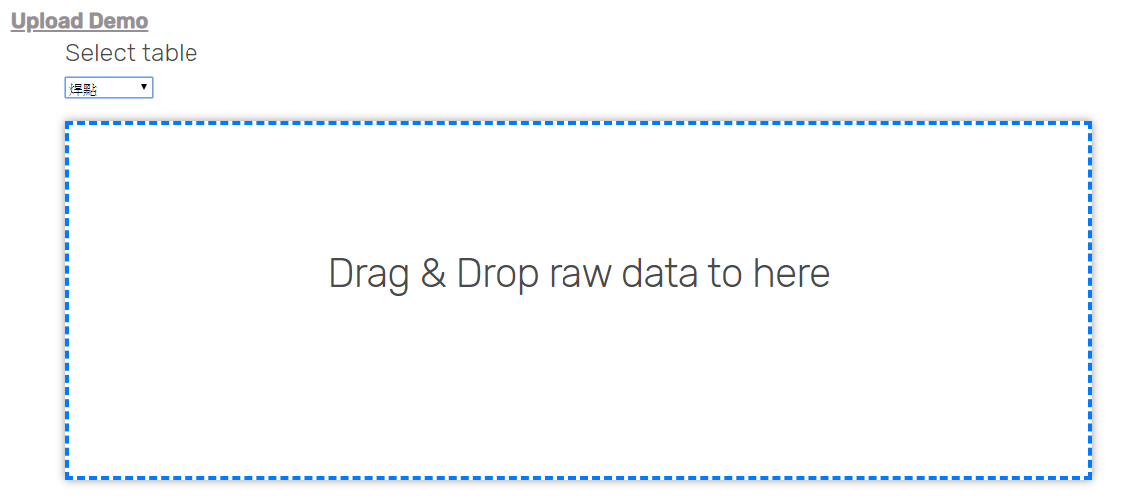 Upload Demo
Select table
焊點
Drag & Drop raw data to here